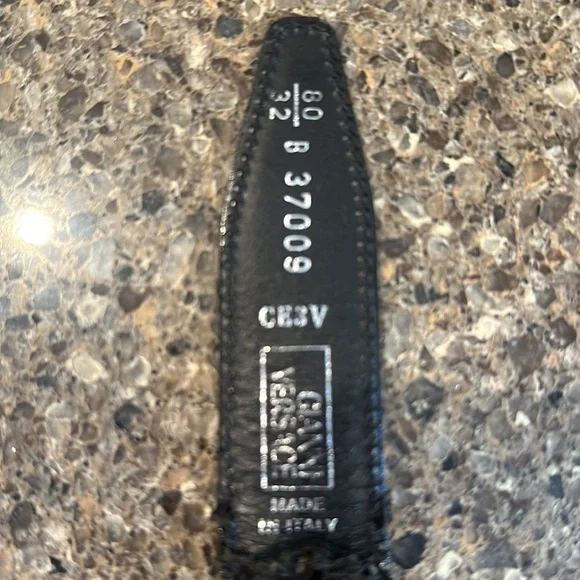 80/32 B 37009
CE3V
GIANNI
VERSACE
MADE
IN ITALY